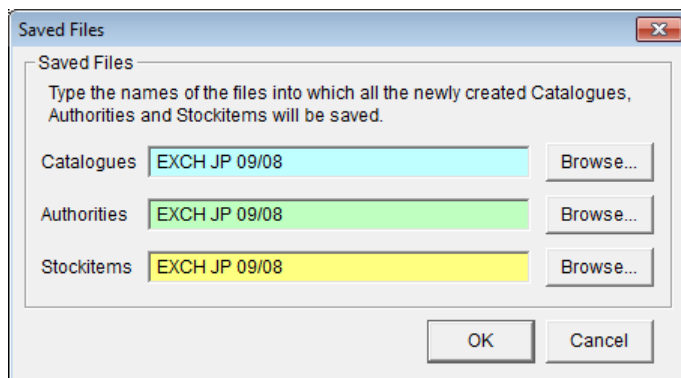 Saved Files
Saved Files
Type the names of the files into which all the newly created Catalogues,
Authorities and Stockitems will be saved.
Catalogues EXCH JP 09/08 Browse...
Authorities EXCH JP 09/08 Browse...
Stockitems EXCH JP 09/08 Browse...
OK Cancel